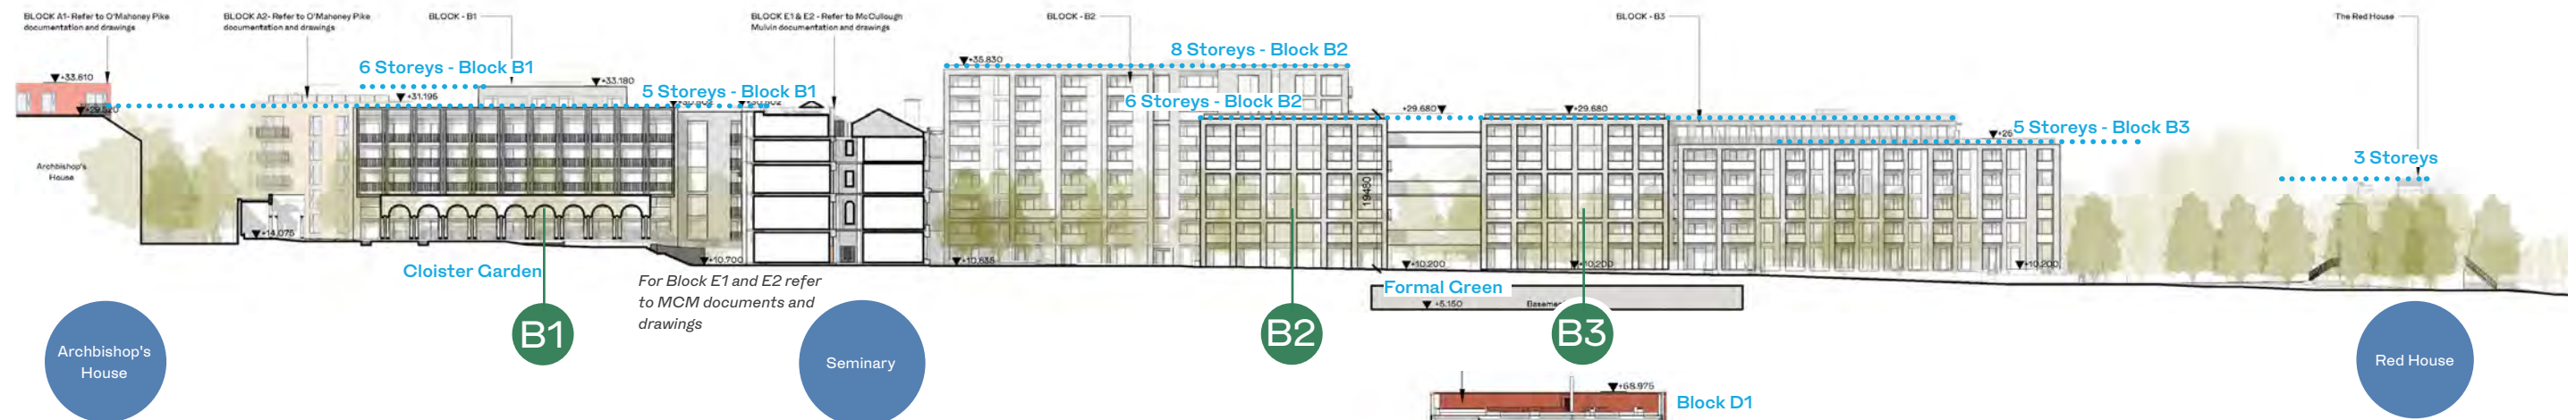 BLOCK A1- Refer to O'Mahoney Pike
documentation and drawings
BLOCK A2- Refer to O'Mahoney Pike
documentation and drawings
BLOCK - B1
BLOCK E1 & E2 - Refer to McCullough
Mulvin documentation and drawings
BLOCK - B2
BLOCK - B3
The Red House
8 Storeys - Block B2
6 Storeys - Block B1
+35.830
+33.610
+33.180
5 Storeys - Block B1
+31.195
6 Storeys - Block B2
+29.680
+29.680
5 Storeys - Block B3
3 Storeys
Archbishop's
House
19480
+14.075
+10.700
+10.635
+10.200
+10.200
+10.200
Cloister Garden
For Block E1 and E2 refer
to MCM documents and
drawings
Formal Green
+5.150
B1
B2
B3
Archbishop's
House
Seminary
Red House
+68.975
Block D1